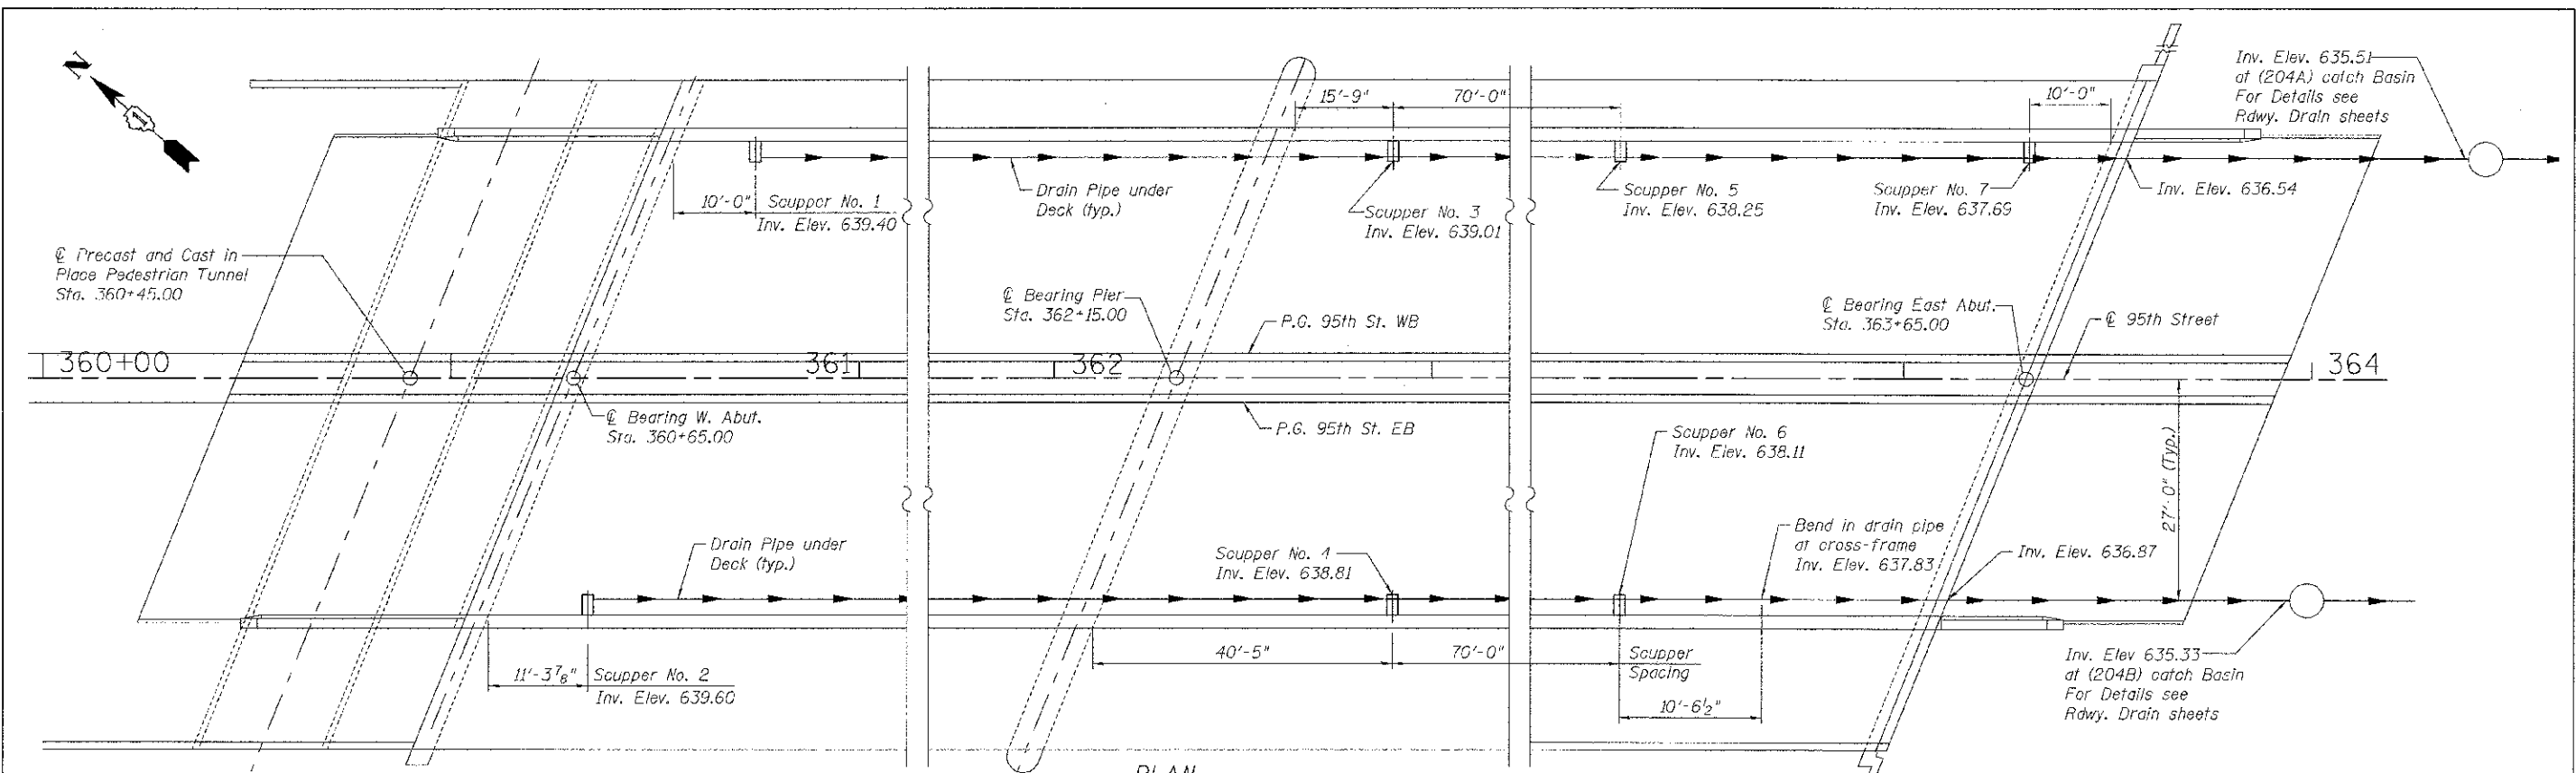 N
Inv. Elev. 635.51
at (204A) catch Basin
For Details see
Rdwy. Drain sheets
15'-9"
70'-0"
10'-0"
Drain Pipe under
Deck (typ.)
10'-0"
Scupper No. 1
Inv. Elev. 639.40
Scupper No. 3
Inv. Elev. 639.01
Scupper No. 5
Inv. Elev. 638.25
Scupper No. 7
Inv. Elev. 637.69
Inv. Elev. 636.54
℄ Precast and Cast in
Place Pedestrian Tunnel
Sta. 360+45.00
℄ Bearing Pier
Sta. 362+15.00
P.G. 95th St. WB
℄ Bearing East Abut.
Sta. 363+65.00
℄ 95th Street
360+00
361
362
364
℄ Bearing W. Abut.
Sta. 360+65.00
P.G. 95th St. EB
Scupper No. 6
Inv. Elev. 638.11
27'-0" (Typ.)
Drain Pipe under
Deck (typ.)
Scupper No. 4
Inv. Elev. 638.81
Bend in drain pipe
at cross-frame
Inv. Elev. 637.83
Inv. Elev. 636.87
11'-3⅞"
Scupper No. 2
Inv. Elev. 639.60
40'-5"
70'-0"
Scupper
Spacing
10'-6½"
Inv. Elev 635.33
at (204B) catch Basin
For Details see
Rdwy. Drain sheets
PLAN